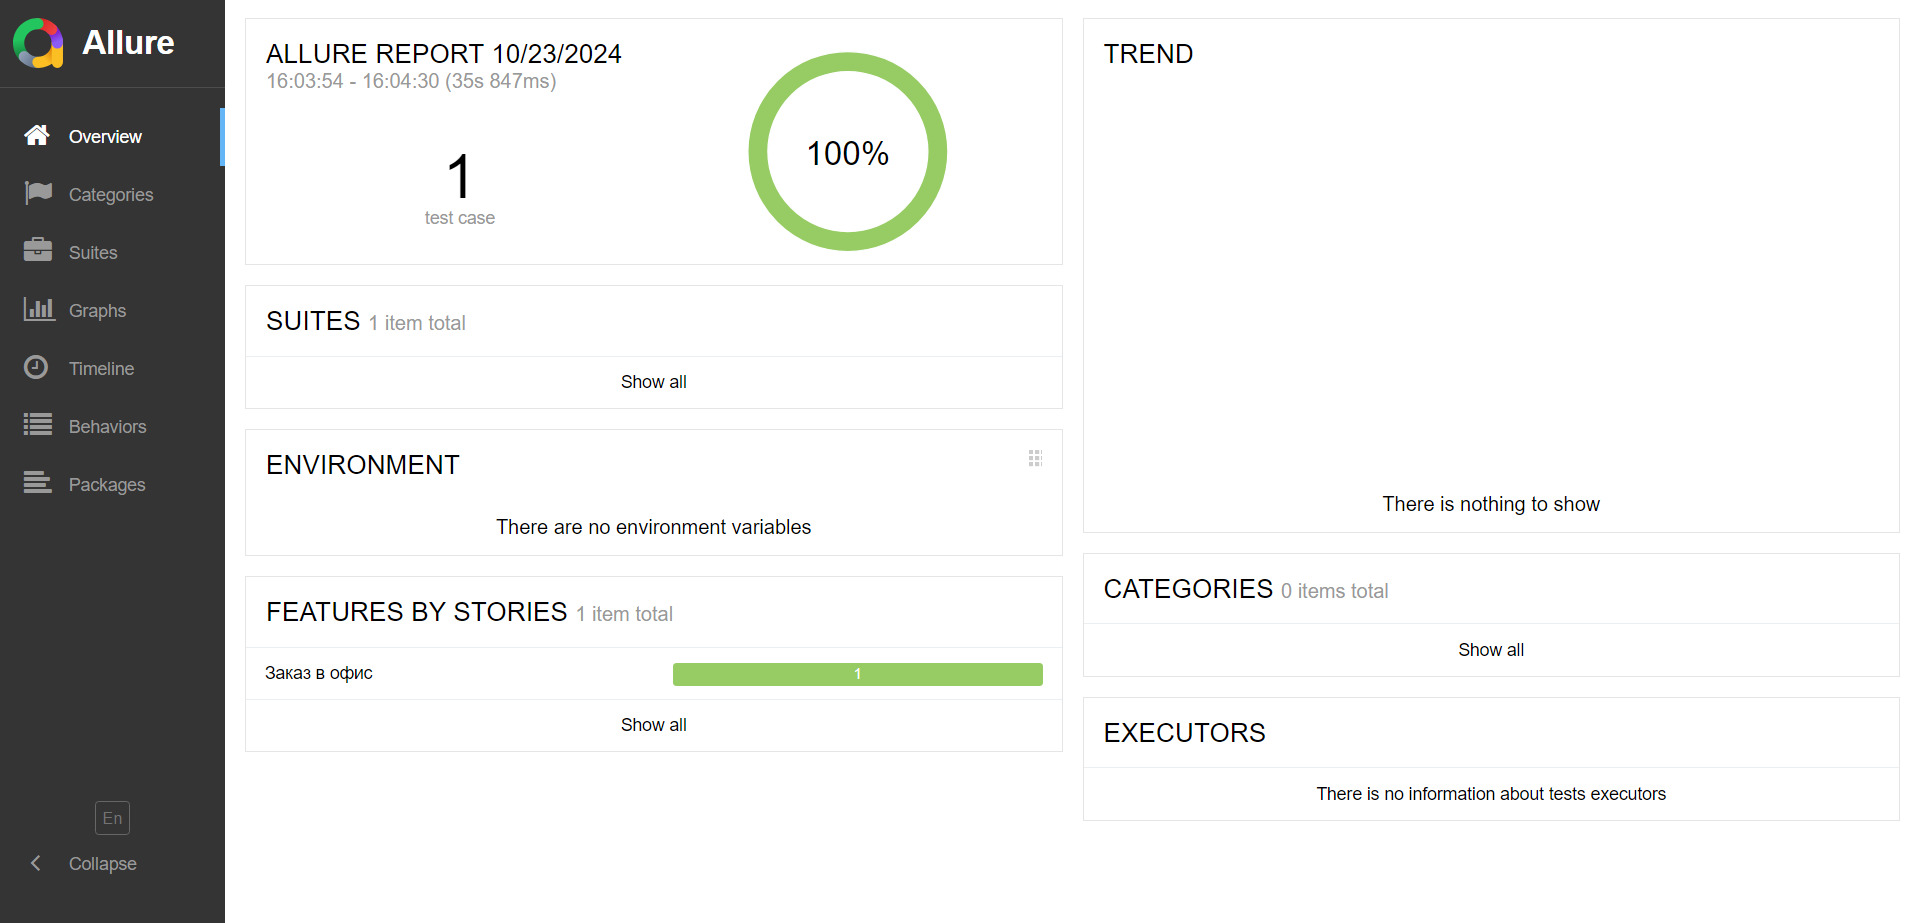 Allure
Overview
Categories
Suites
Graphs
Timeline
Behaviors
Packages
En
Collapse
ALLURE REPORT 10/23/2024
16:03:54 - 16:04:30 (35s 847ms)
1
test case
100%
SUITES 1 item total
Show all
ENVIRONMENT
There are no environment variables
FEATURES BY STORIES 1 item total
Заказ в офис 1
Show all
TREND
There is nothing to show
CATEGORIES 0 items total
Show all
EXECUTORS
There is no information about tests executors